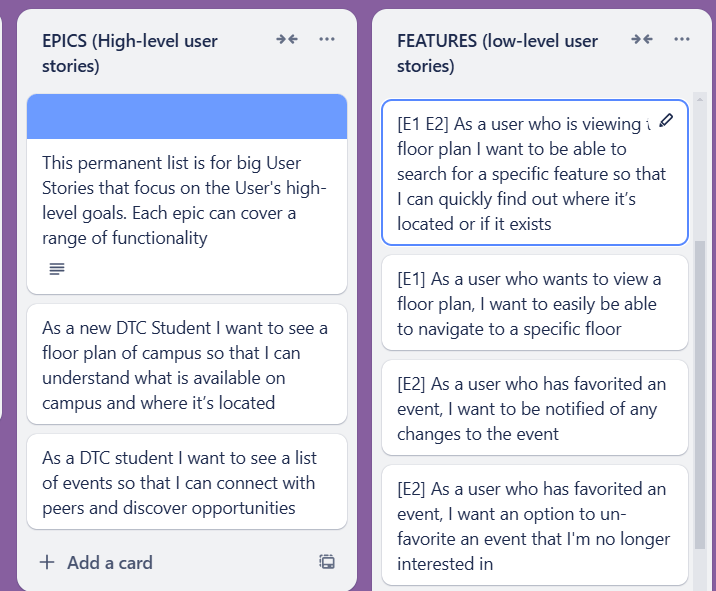 EPICS (High-level user
stories)
This permanent list is for big User
Stories that focus on the User's high-
level goals. Each epic can cover a
range of functionality
As a new DTC Student I want to see a
floor plan of campus so that I can
understand what is available on
campus and where it’s located
As a DTC student I want to see a list
of events so that I can connect with
peers and discover opportunities
+ Add a card
FEATURES (low-level user
stories)
[E1 E2] As a user who is viewing
floor plan I want to be able to
search for a specific feature so that
I can quickly find out where it’s
located or if it exists
[E1] As a user who wants to view a
floor plan, I want to easily be able
to navigate to a specific floor
[E2] As a user who has favorited an
event, I want to be notified of any
changes to the event
[E2] As a user who has favorited an
event, I want an option to un-
favorite an event that I'm no longer
interested in